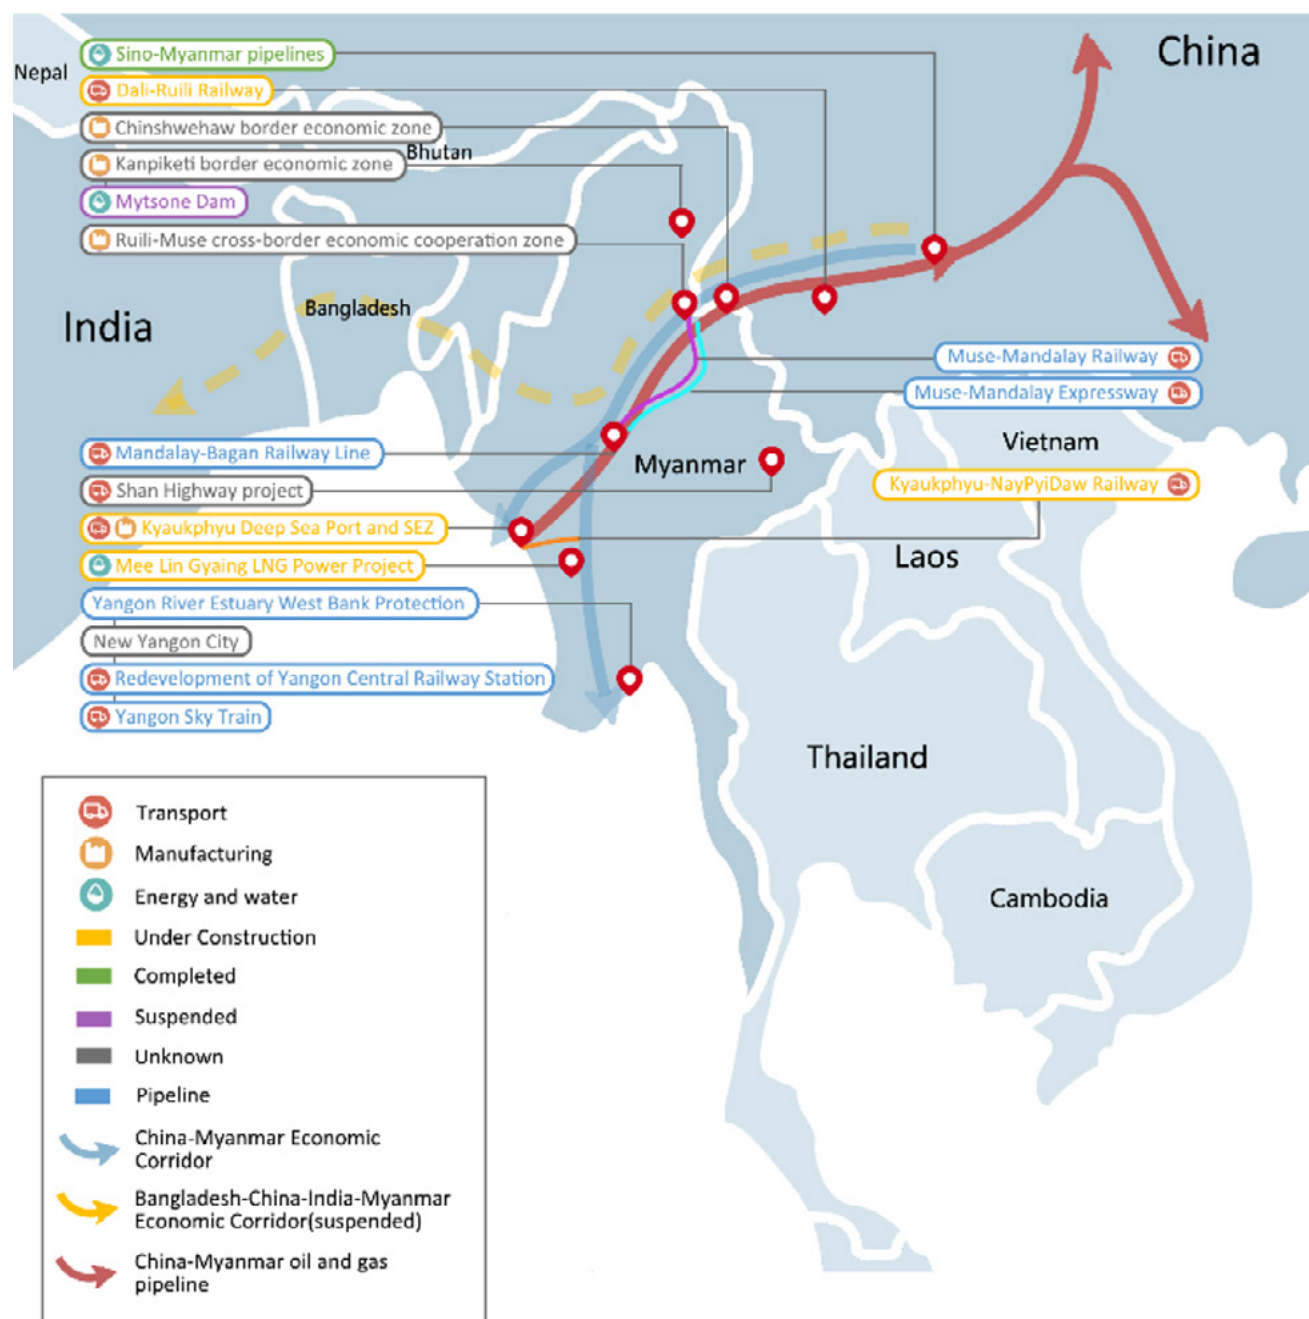 China
Nepal
Sino-Myanmar pipelines
Dali-Ruili Railway
Chinshwehaw border economic zone
Bhutan
Kanpiketi border economic zone
Mytsone Dam
Ruili-Muse cross-border economic cooperation zone
Bangladesh
India
Muse-Mandalay Railway
Muse-Mandalay Expressway
Mandalay-Bagan Railway Line
Myanmar
Vietnam
Shan Highway project
Kyaukphyu-NayPyiDaw Railway
Kyaukphyu Deep Sea Port and SEZ
Mee Lin Gyaing LNG Power Project
Laos
Yangon River Estuary West Bank Protection
New Yangon City
Redevelopment of Yangon Central Railway Station
Yangon Sky Train
Thailand
Cambodia
Transport
Manufacturing
Energy and water
Under Construction
Completed
Suspended
Unknown
Pipeline
China-Myanmar Economic
Corridor
Bangladesh-China-India-Myanmar
Economic Corridor(suspended)
China-Myanmar oil and gas
pipeline